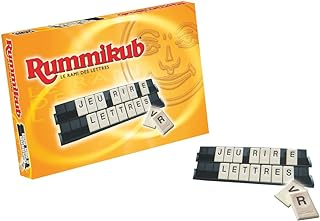 Rummikub
LE RAMI DES LETTRES
JEU RIRE
LETTRES
V
R
JEU RIRE
LETTRES
V
R